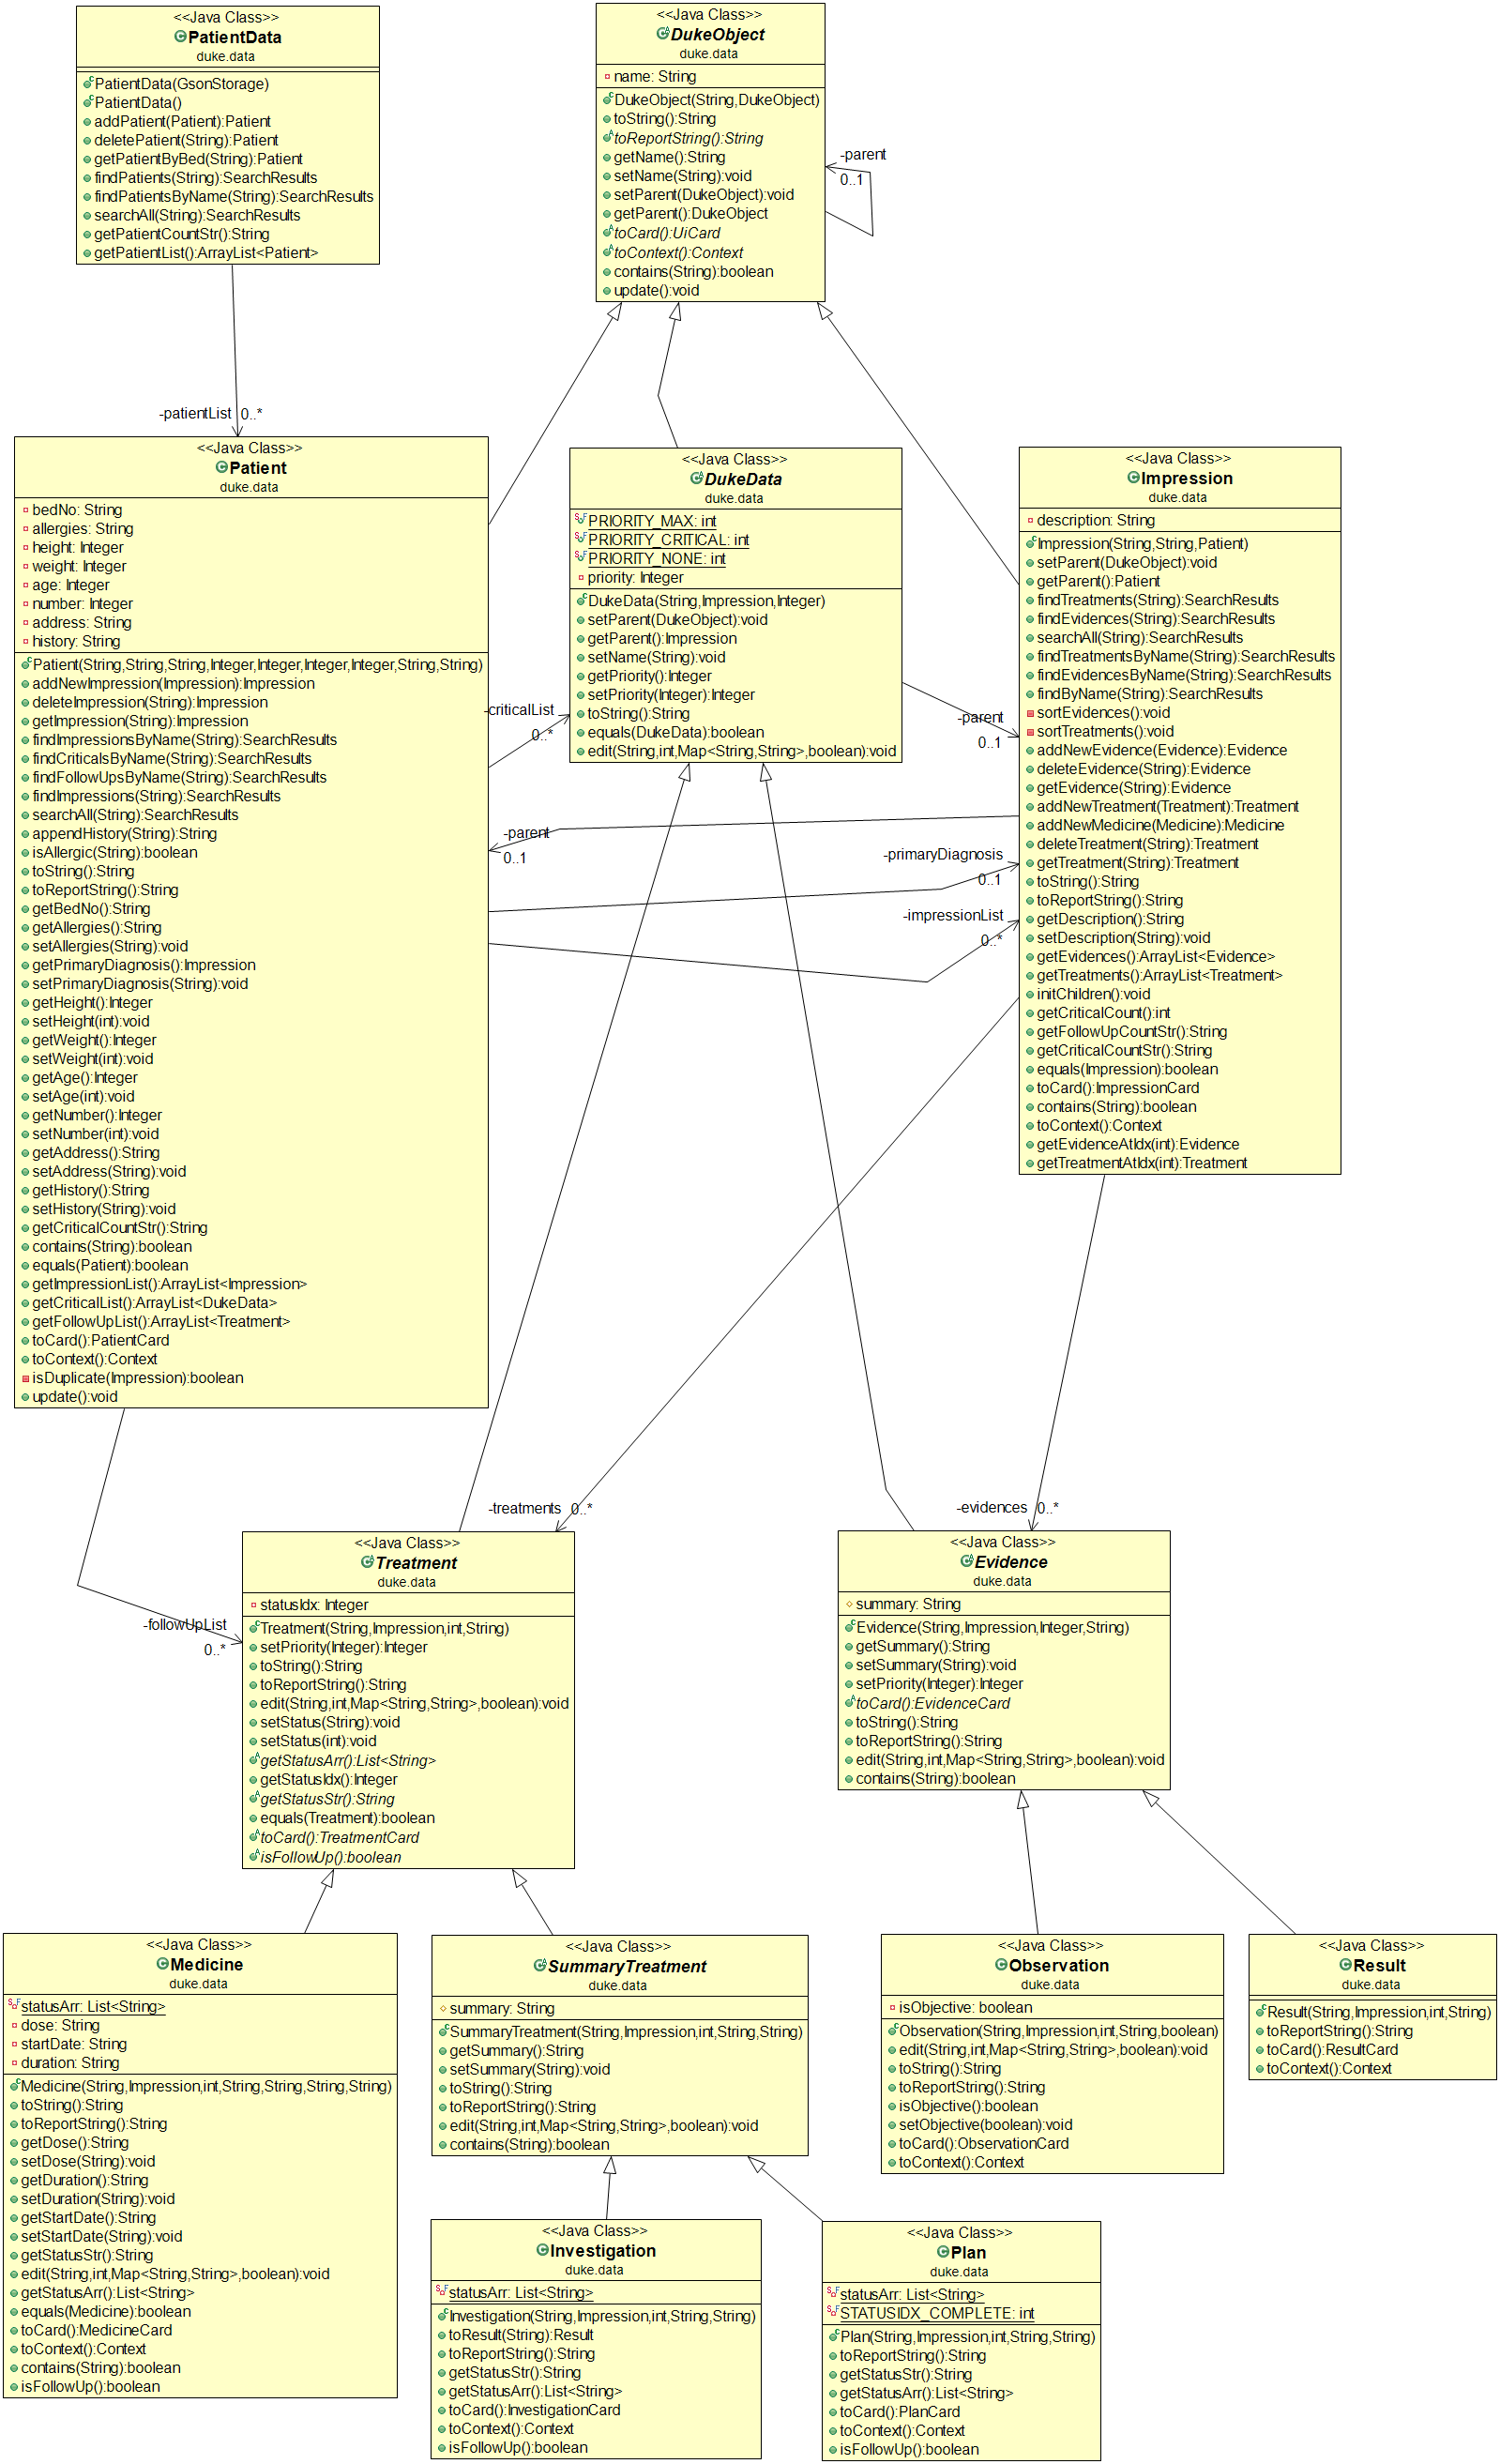 <<Java Class>>
PatientData
duke.data
PatientData(GsonStorage)
PatientData()
addPatient(Patient):Patient
deletePatient(String):Patient
getPatientByBed(String):Patient
findPatients(String):SearchResults
findPatientsByName(String):SearchResults
searchAll(String):SearchResults
getPatientCountStr():String
getPatientList():ArrayList<Patient>
<<Java Class>>
DukeObject
duke.data
name: String
DukeObject(String,DukeObject)
toString():String
toReportString():String
getName():String
setName(String):void
setParent(DukeObject):void
getParent():DukeObject
toCard():UiCard
toContext():Context
contains(String):boolean
update():void
-parent
0..1
-patientList 0..*
<<Java Class>>
Patient
duke.data
bedNo: String
allergies: String
height: Integer
weight: Integer
age: Integer
number: Integer
address: String
history: String
Patient(String,String,String,Integer,Integer,Integer,Integer,String,String)
addNewImpression(Impression):Impression
deleteImpression(String):Impression
getImpression(String):Impression
findImpressionsByName(String):SearchResults
findCriticalsByName(String):SearchResults
findFollowUpsByName(String):SearchResults
findImpressions(String):SearchResults
searchAll(String):SearchResults
appendHistory(String):String
isAllergic(String):boolean
toString():String
toReportString():String
getBedNo():String
getAllergies():String
setAllergies(String):void
getPrimaryDiagnosis():Impression
setPrimaryDiagnosis(String):void
getHeight():Integer
setHeight(int):void
getWeight():Integer
setWeight(int):void
getAge():Integer
setAge(int):void
getNumber():Integer
setNumber(int):void
getAddress():String
setAddress(String):void
getHistory():String
setHistory(String):void
getCriticalCountStr():String
contains(String):boolean
equals(Patient):boolean
getImpressionList():ArrayList<Impression>
getCriticalList():ArrayList<DukeData>
getFollowUpList():ArrayList<Treatment>
toCard():PatientCard
toContext():Context
isDuplicate(Impression):boolean
update():void
<<Java Class>>
DukeData
duke.data
PRIORITY_MAX: int
PRIORITY_CRITICAL: int
PRIORITY_NONE: int
priority: Integer
DukeData(String,Impression,Integer)
setParent(DukeObject):void
getParent():Impression
setName(String):void
getPriority():Integer
setPriority(Integer):Integer
toString():String
equals(DukeData):boolean
edit(String,int,Map<String,String>,boolean):void
<<Java Class>>
Impression
duke.data
description: String
Impression(String,String,Patient)
setParent(DukeObject):void
getParent():Patient
findTreatments(String):SearchResults
findEvidences(String):SearchResults
searchAll(String):SearchResults
findTreatmentsByName(String):SearchResults
findEvidencesByName(String):SearchResults
findByName(String):SearchResults
sortEvidences():void
sortTreatments():void
addNewEvidence(Evidence):Evidence
deleteEvidence(String):Evidence
getEvidence(String):Evidence
addNewTreatment(Treatment):Treatment
addNewMedicine(Medicine):Medicine
deleteTreatment(String):Treatment
getTreatment(String):Treatment
toString():String
toReportString():String
getDescription():String
setDescription(String):void
getEvidences():ArrayList<Evidence>
getTreatments():ArrayList<Treatment>
initChildren():void
getCriticalCount():int
getFollowUpCountStr():String
getCriticalCountStr():String
equals(Impression):boolean
toCard():ImpressionCard
contains(String):boolean
toContext():Context
getEvidenceAtIdx(int):Evidence
getTreatmentAtIdx(int):Treatment
-criticalList
0..*
-parent
0..1
-parent
0..1
-primaryDiagnosis
0..1
-impressionList
0..*
-treatments 0..*
-evidences 0..*
-followUpList
0..*
<<Java Class>>
Treatment
duke.data
statusIdx: Integer
Treatment(String,Impression,int,String)
setPriority(Integer):Integer
toString():String
toReportString():String
edit(String,int,Map<String,String>,boolean):void
setStatus(String):void
setStatus(int):void
getStatusArr():List<String>
getStatusIdx():Integer
getStatusStr():String
equals(Treatment):boolean
toCard():TreatmentCard
isFollowUp():boolean
<<Java Class>>
Evidence
duke.data
summary: String
Evidence(String,Impression,Integer,String)
getSummary():String
setSummary(String):void
setPriority(Integer):Integer
toCard():EvidenceCard
toString():String
toReportString():String
edit(String,int,Map<String,String>,boolean):void
contains(String):boolean
<<Java Class>>
Medicine
duke.data
statusArr: List<String>
dose: String
startDate: String
duration: String
Medicine(String,Impression,int,String,String,String,String)
toString():String
toReportString():String
getDose():String
setDose(String):void
getDuration():String
setDuration(String):void
getStartDate():String
setStartDate(String):void
getStatusStr():String
edit(String,int,Map<String,String>,boolean):void
getStatusArr():List<String>
equals(Medicine):boolean
toCard():MedicineCard
toContext():Context
contains(String):boolean
isFollowUp():boolean
<<Java Class>>
SummaryTreatment
duke.data
summary: String
SummaryTreatment(String,Impression,int,String,String)
getSummary():String
setSummary(String):void
toString():String
toReportString():String
edit(String,int,Map<String,String>,boolean):void
contains(String):boolean
<<Java Class>>
Observation
duke.data
isObjective: boolean
Observation(String,Impression,int,String,boolean)
edit(String,int,Map<String,String>,boolean):void
toString():String
toReportString():String
isObjective():boolean
setObjective(boolean):void
toCard():ObservationCard
toContext():Context
<<Java Class>>
Result
duke.data
Result(String,Impression,int,String)
toReportString():String
toCard():ResultCard
toContext():Context
<<Java Class>>
Investigation
duke.data
statusArr: List<String>
Investigation(String,Impression,int,String,String)
toResult(String):Result
toReportString():String
getStatusStr():String
getStatusArr():List<String>
toCard():InvestigationCard
toContext():Context
isFollowUp():boolean
<<Java Class>>
Plan
duke.data
statusArr: List<String>
STATUSIDX_COMPLETE: int
Plan(String,Impression,int,String,String)
toReportString():String
getStatusStr():String
getStatusArr():List<String>
toCard():PlanCard
toContext():Context
isFollowUp():boolean